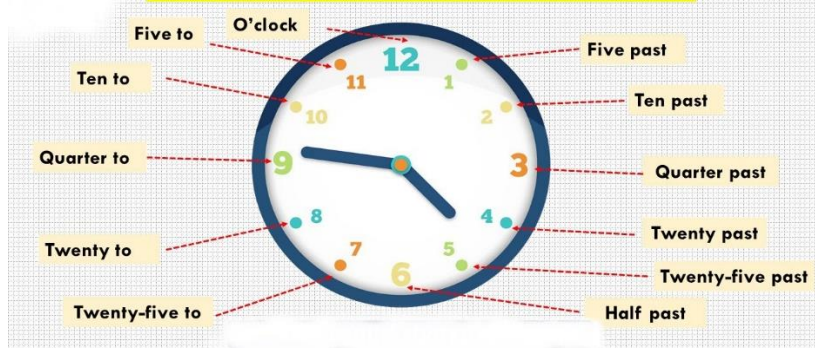 O'clock
Five to
12
Five past
11
1
Ten to
10
2
Ten past
Quarter to
9
3
Quarter past
8
4
Twenty to
Twenty past
7
5
6
Twenty-five past
Twenty-five to
Half past